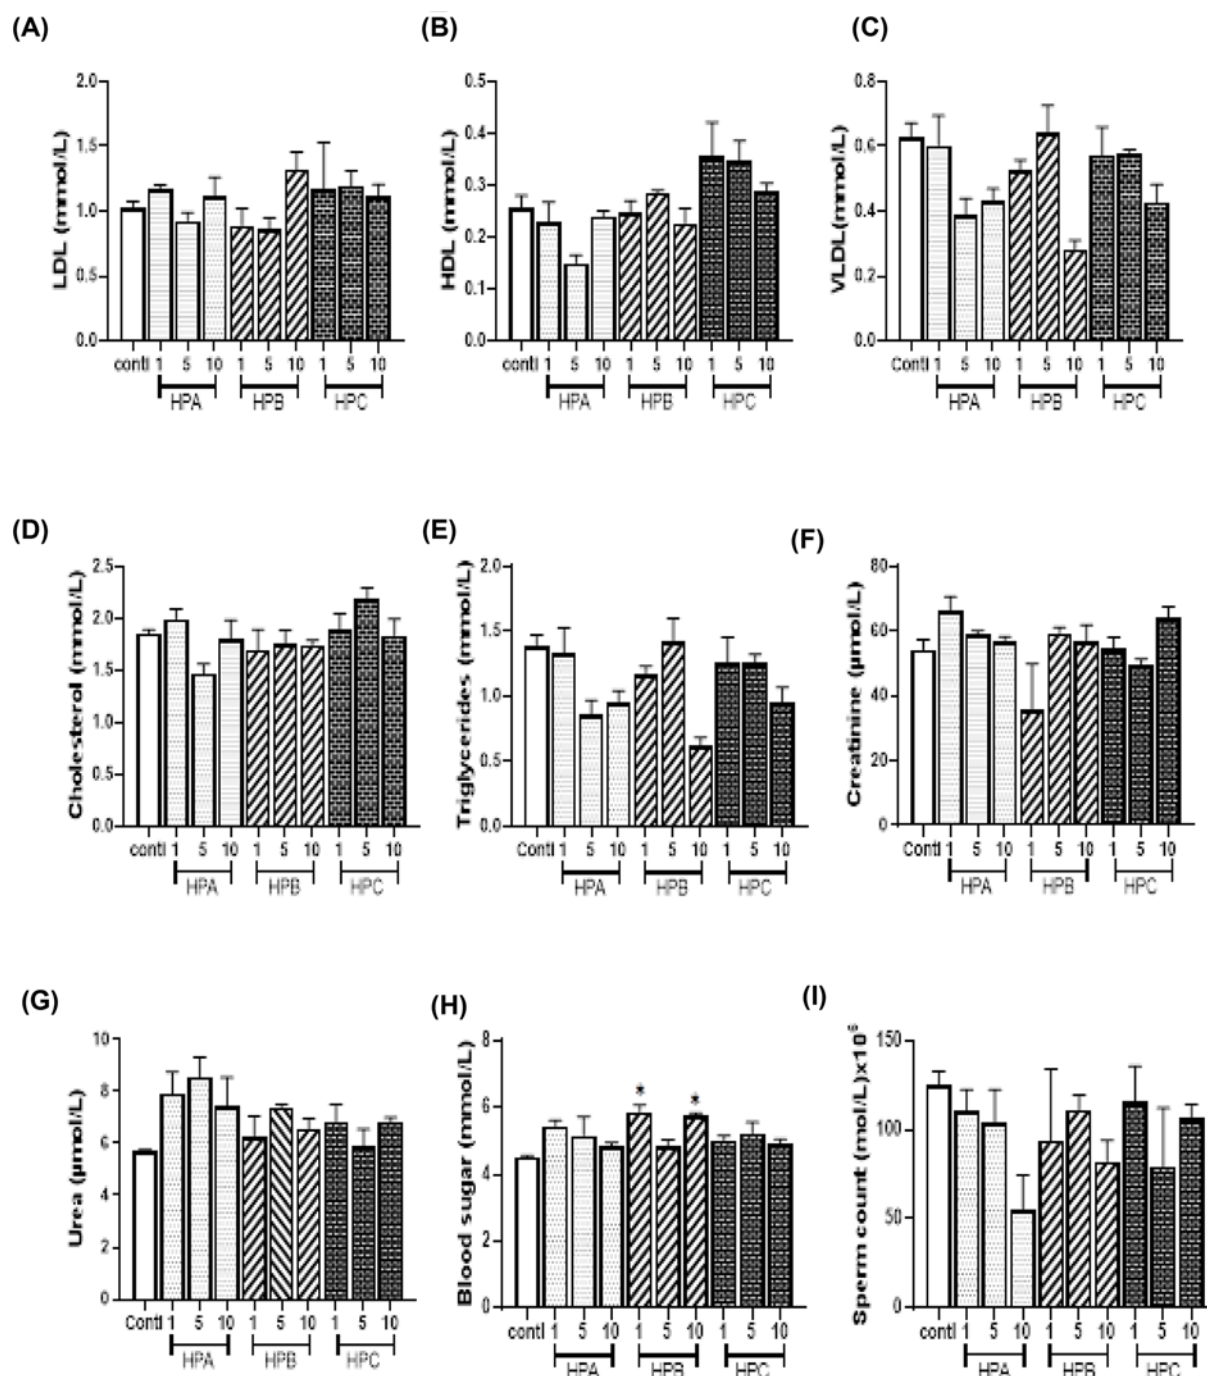 (A)
LDL (mmol/L)
2.0
1.5
1.0
0.5
0.0
contl 1 5 10 1 5 10 1 5 10
HPA HPB HPC
(B)
HDL (mmol/L)
0.5
0.4
0.3
0.2
0.1
0.0
contl 1 5 10 1 5 10 1 5 10
HPA HPB HPC
(C)
VLDL(mmol/L)
0.8
0.6
0.4
0.2
0.0
Contl 1 5 10 1 5 10 1 5 10
HPA HPB HPC
(D)
Cholesterol (mmol/L)
2.5
2.0
1.5
1.0
0.5
0.0
contl 1 5 10 1 5 10 1 5 10
HPA HPB HPC
(E)
Triglycerides (mmol/L)
2.0
1.5
1.0
0.5
0.0
contl 1 5 10 1 5 10 1 5 10
HPA HPB HPC
(F)
Creatinine (µmol/L)
80
60
40
20
0
Contl 1 5 10 1 5 10 1 5 10
HPA HPB HPC
(G)
Urea (µmol/L)
10
8
6
4
2
0
Contl 1 5 10 1 5 10 1 5 10
HPA HPB HPC
(H)
Blood sugar (mmol/L)
8
6
4
2
0
* *
contl 1 5 10 1 5 10 1 5 10
HPA HPB HPC
(I)
Sperm count (mol/L)x10⁶
150
100
50
0
contl 1 5 10 1 5 10 1 5 10
HPA HPB HPC